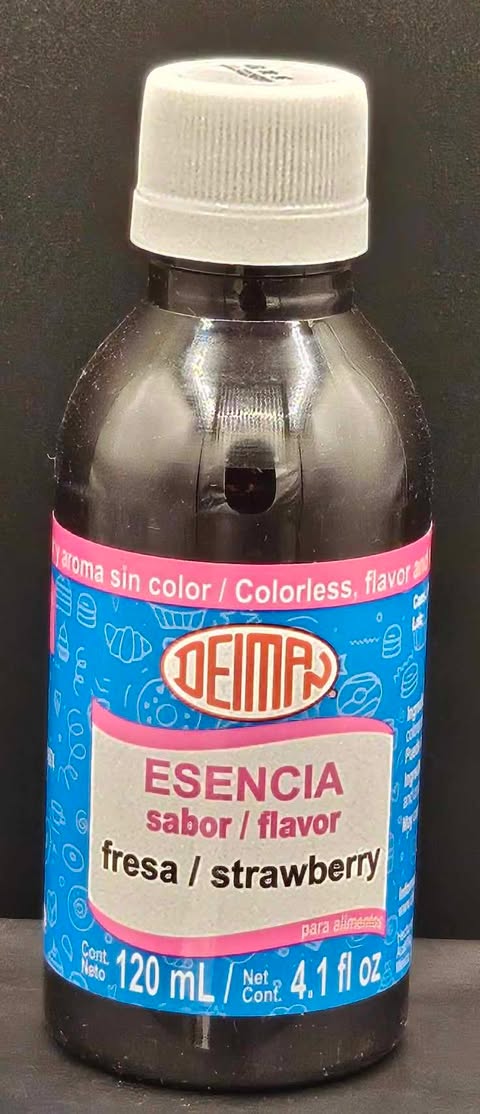 y aroma sin color / Colorless, flavor and
DEIMAN
ESENCIA
sabor / flavor
fresa / strawberry
para alimentos
Cont. Neto 120 mL / Net Cont. 4.1 fl oz